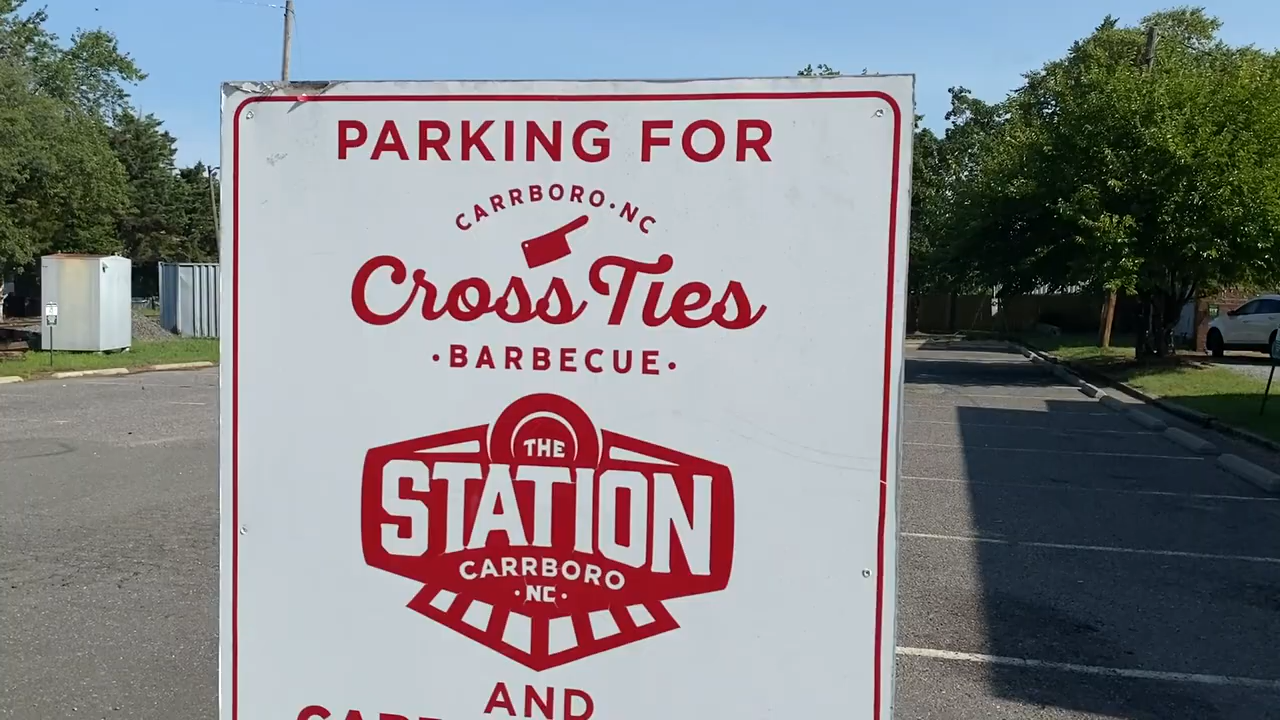 PARKING FOR
CARRBORO•NC
Cross Ties
•BARBECUE•
THE
STATION
CARRBORO
•NC•
AND